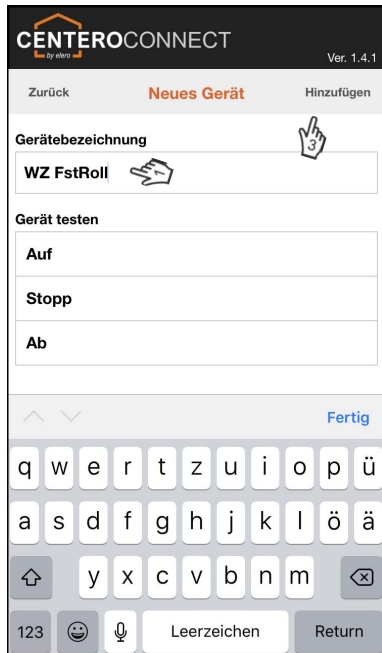 CENTEROCONNECT
by elero
Ver. 1.4.1
Zurück Neues Gerät Hinzufügen
3
Gerätebezeichnung
WZ FstRoll 1
Gerät testen
Auf
Stopp
Ab
Fertig
q w e r t z u i o p ü
a s d f g h j k l ö ä
y x c v b n m
123 Leerzeichen Return